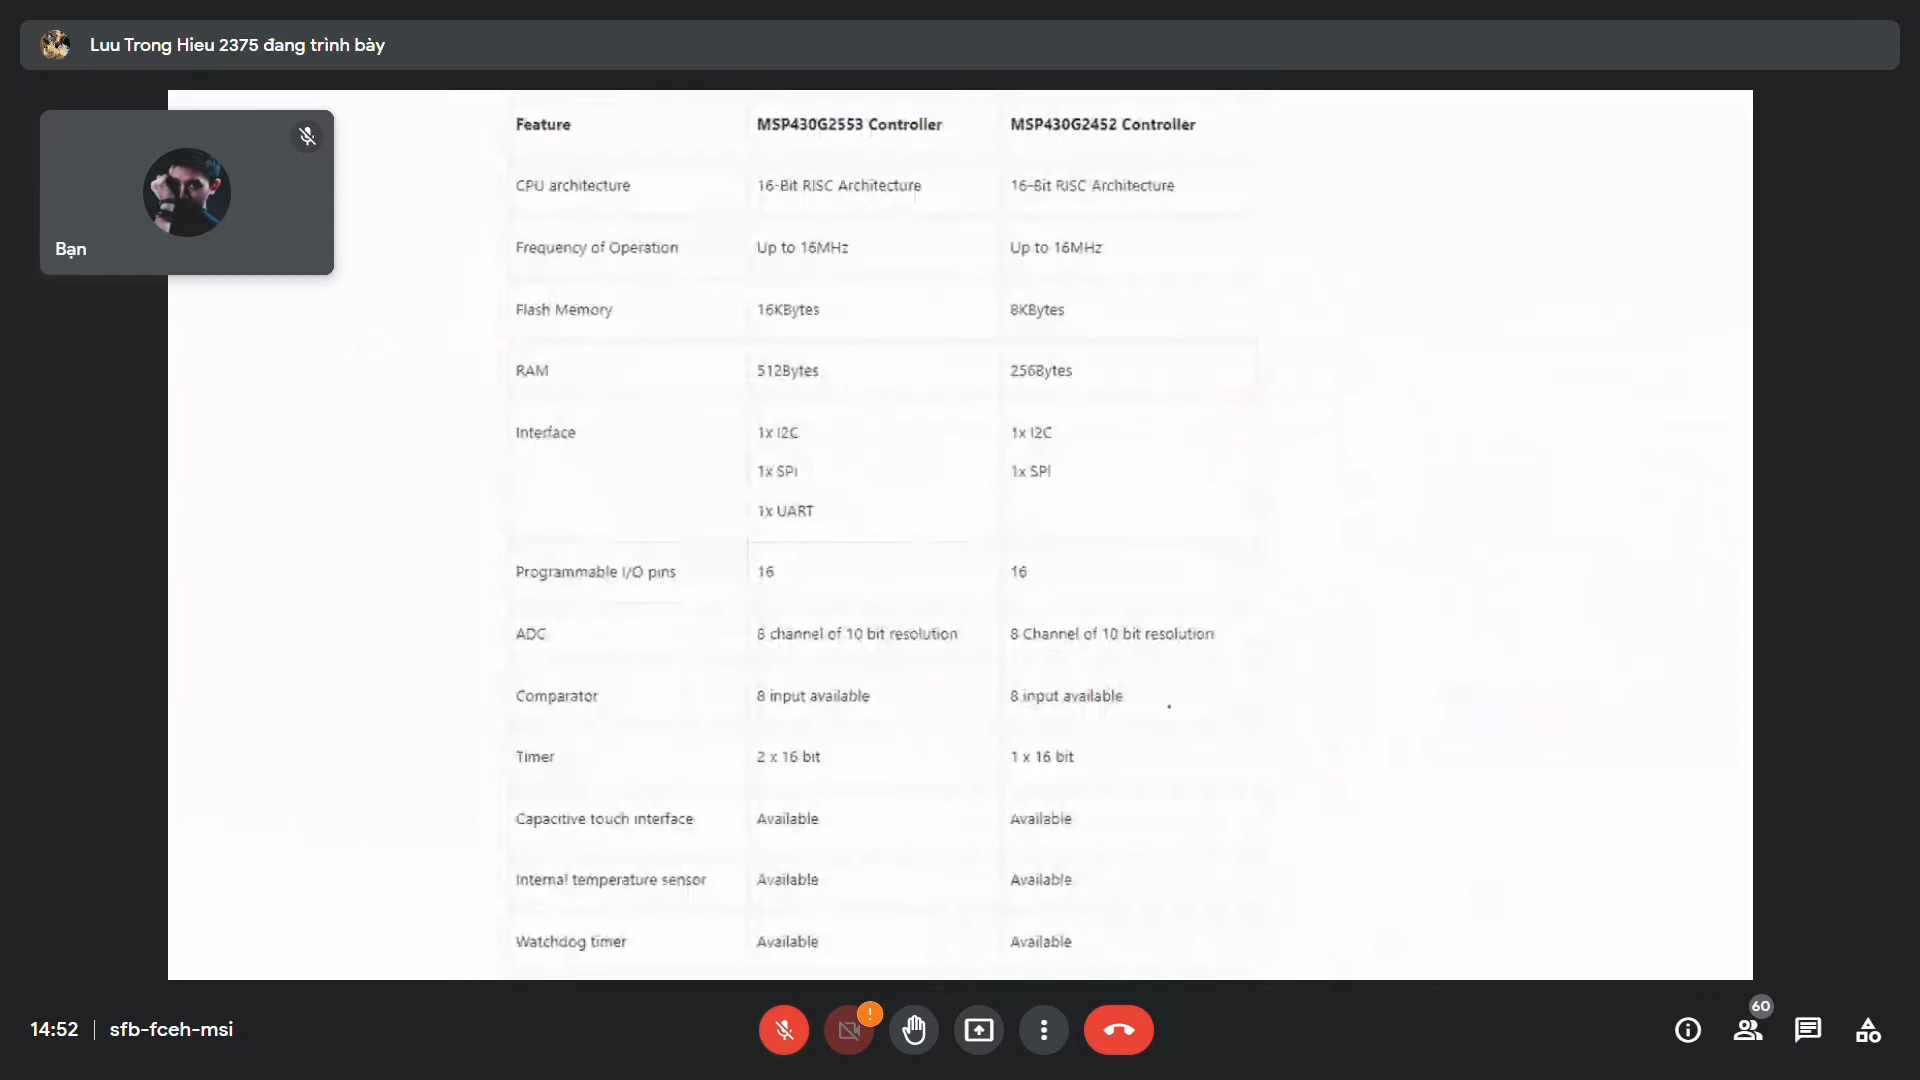 Luu Trong Hieu 2375 đang trình bày
Bạn
Feature MSP430G2553 Controller MSP430G2452 Controller
CPU architecture 16-Bit RISC Architecture 16-Bit RISC Architecture
Frequency of Operation Up to 16MHz Up to 16MHz
Flash Memory 16KBytes 8KBytes
RAM 512Bytes 256Bytes
Interface 1x I2C 1x I2C
1x SPI 1x SPI
1x UART
Programmable I/O pins 16 16
ADC 8 channel of 10 bit resolution 8 Channel of 10 bit resolution
Comparator 8 input available 8 input available
Timer 2 x 16 bit 1 x 16 bit
Capacitive touch interface Available Available
Internal temperature sensor Available Available
Watchdog timer Available Available
14:52 | sfb-fceh-msi
!
60